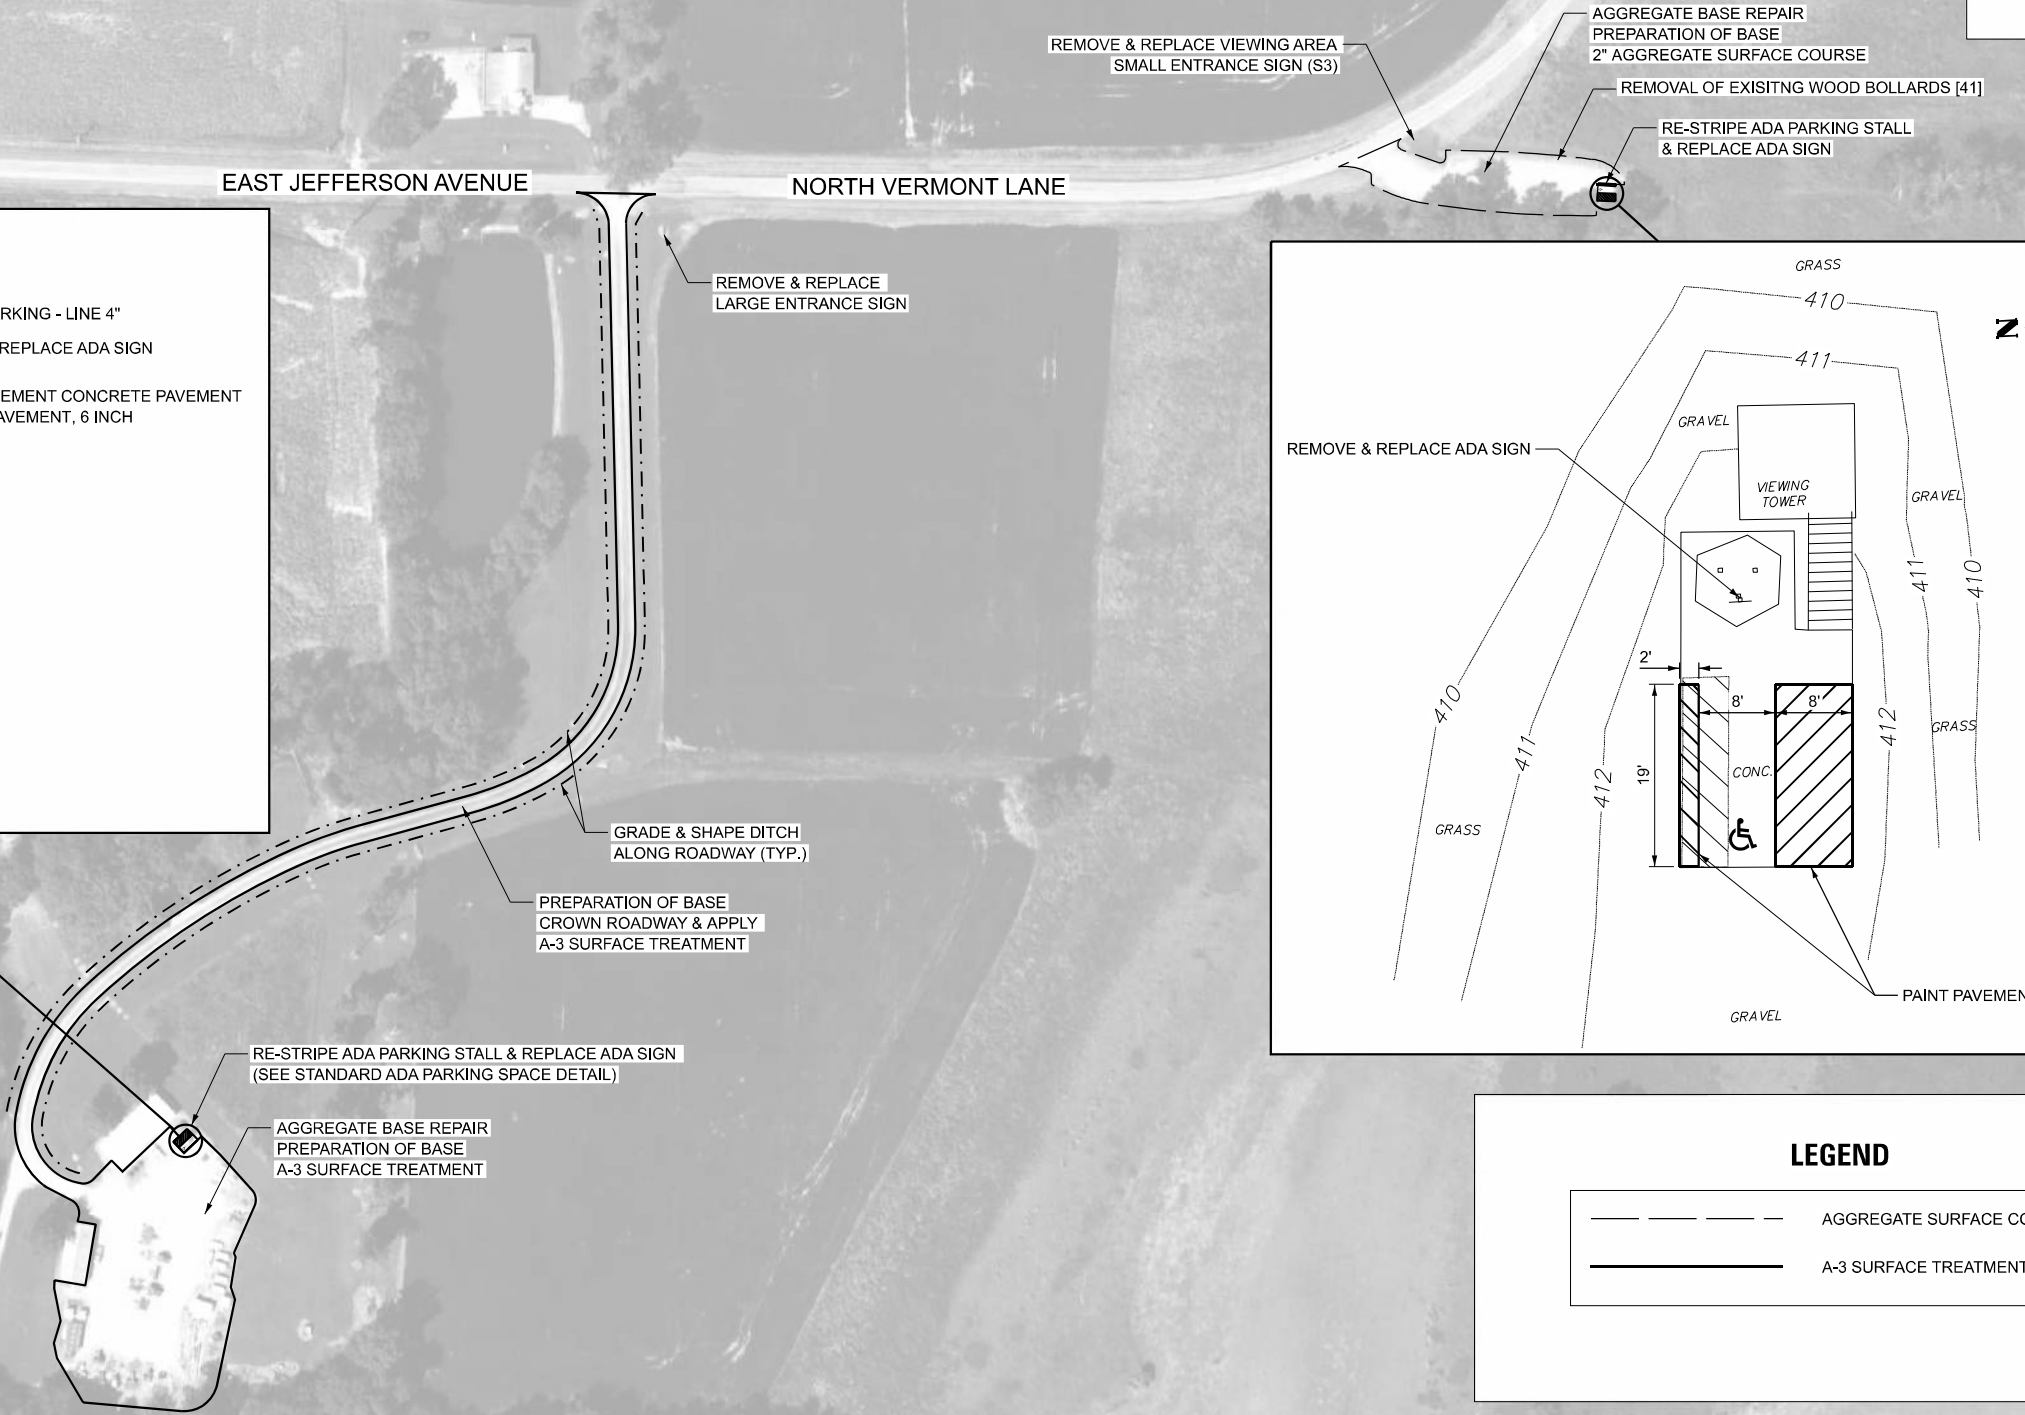 AGGREGATE BASE REPAIR
PREPARATION OF BASE
2" AGGREGATE SURFACE COURSE
REMOVE & REPLACE VIEWING AREA
SMALL ENTRANCE SIGN (S3)
REMOVAL OF EXISITNG WOOD BOLLARDS [41]
RE-STRIPE ADA PARKING STALL
& REPLACE ADA SIGN
EAST JEFFERSON AVENUE
NORTH VERMONT LANE
REMOVE & REPLACE
LARGE ENTRANCE SIGN
RKING - LINE 4"
REPLACE ADA SIGN
EMENT CONCRETE PAVEMENT
AVEMENT, 6 INCH
GRASS
410
N
411
GRAVEL
REMOVE & REPLACE ADA SIGN
VIEWING
TOWER
GRAVEL
411
410
2'
410
8'
8'
412
GRASS
411
412
19'
CONC.
GRASS
PAINT PAVEMEN
GRAVEL
GRADE & SHAPE DITCH
ALONG ROADWAY (TYP.)
PREPARATION OF BASE
CROWN ROADWAY & APPLY
A-3 SURFACE TREATMENT
RE-STRIPE ADA PARKING STALL & REPLACE ADA SIGN
(SEE STANDARD ADA PARKING SPACE DETAIL)
AGGREGATE BASE REPAIR
PREPARATION OF BASE
A-3 SURFACE TREATMENT
LEGEND
AGGREGATE SURFACE CO
A-3 SURFACE TREATMENT